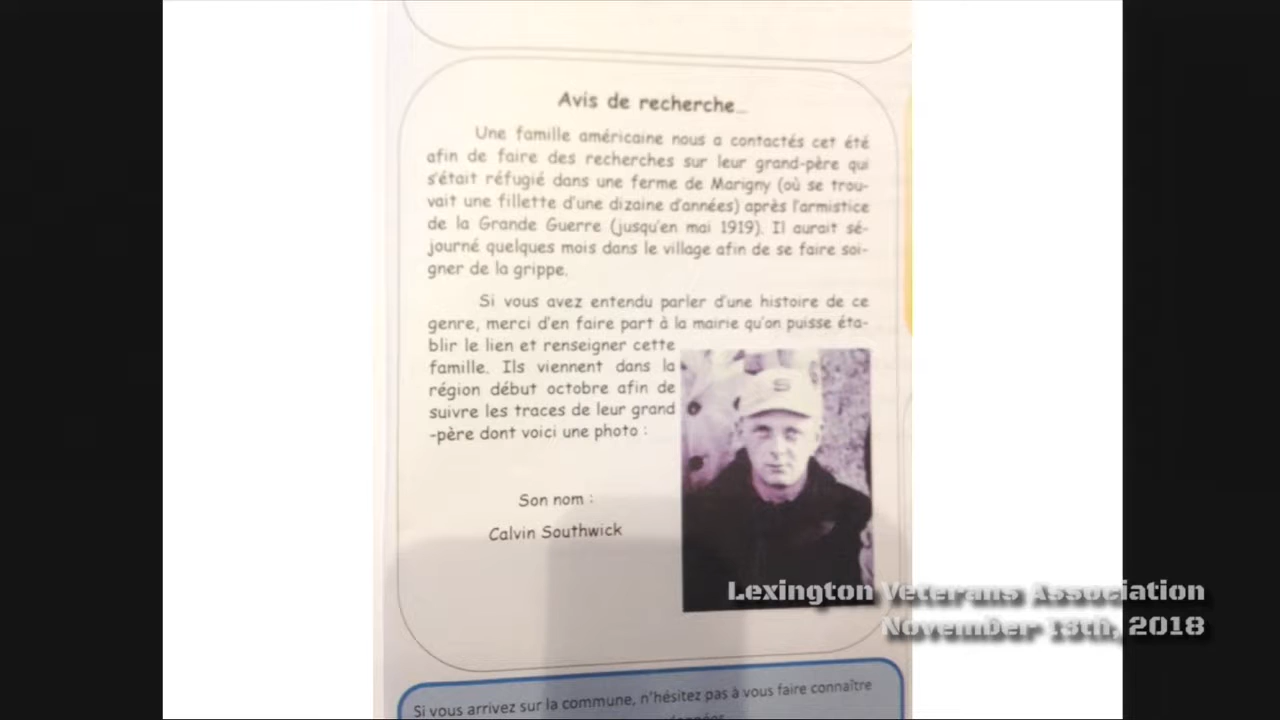 Avis de recherche...
Une famille américaine nous a contactés cet été
afin de faire des recherches sur leur grand-père qui
s'était réfugié dans une ferme de Marigny (où se trou-
vait une fillette d'une dizaine d'années) après l'armistice
de la Grande Guerre (jusqu'en mai 1919). Il aurait sé-
journé quelques mois dans le village afin de se faire soi-
gner de la grippe.
Si vous avez entendu parler d'une histoire de ce
genre, merci d'en faire part à la mairie qu'on puisse éta-
blir le lien et renseigner cette
famille. Ils viennent dans la
région début octobre afin de
suivre les traces de leur grand
-père dont voici une photo :
S
Son nom :
Calvin Southwick
Lexington Veterans Association
November 13th, 2018
Si vous arrivez sur la commune, n'hésitez pas à vous faire connaître